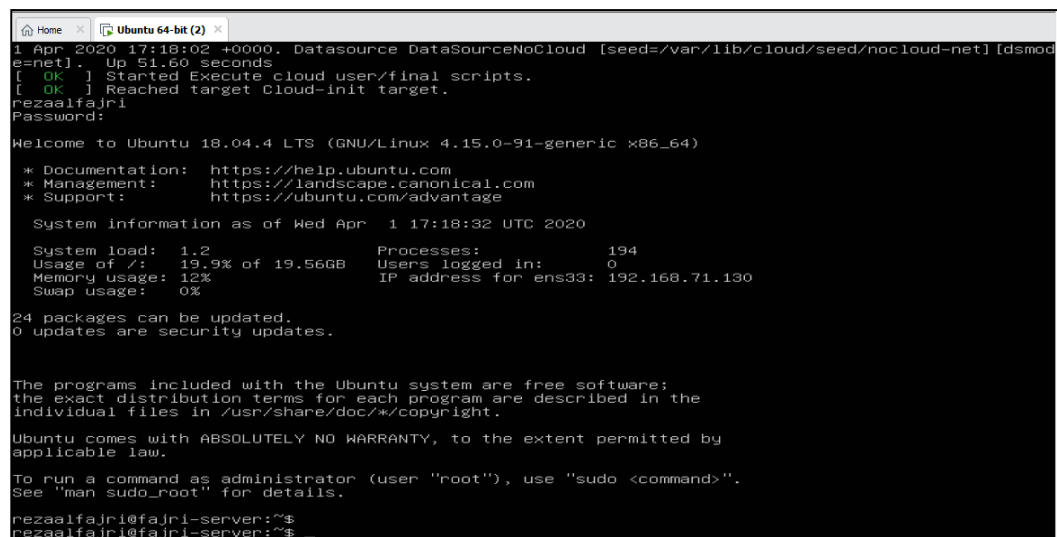 Home Ubuntu 64-bit (2)
1 Apr 2020 17:18:02 +0000. Datasource DataSourceNoCloud [seed=/var/lib/cloud/seed/nocloud-net][dsmod
e=net].  Up 51.60 seconds
[  OK  ] Started Execute cloud user/final scripts.
[  OK  ] Reached target Cloud-init target.
rezaalfajri
Password:
Welcome to Ubuntu 18.04.4 LTS (GNU/Linux 4.15.0-91-generic x86_64)
* Documentation:  https://help.ubuntu.com
* Management:     https://landscape.canonical.com
* Support:        https://ubuntu.com/advantage
System information as of Wed Apr  1 17:18:32 UTC 2020
System load:  1.2                Processes:              194
Usage of /:   19.9% of 19.56GB   Users logged in:        0
Memory usage: 12%                IP address for ens33: 192.168.71.130
Swap usage:   0%
24 packages can be updated.
0 updates are security updates.
The programs included with the Ubuntu system are free software;
the exact distribution terms for each program are described in the
individual files in /usr/share/doc/*/copyright.
Ubuntu comes with ABSOLUTELY NO WARRANTY, to the extent permitted by
applicable law.
To run a command as administrator (user "root"), use "sudo <command>".
See "man sudo_root" for details.
rezaalfajri@fajri-server:~$
rezaalfajri@fajri-server:~$ _